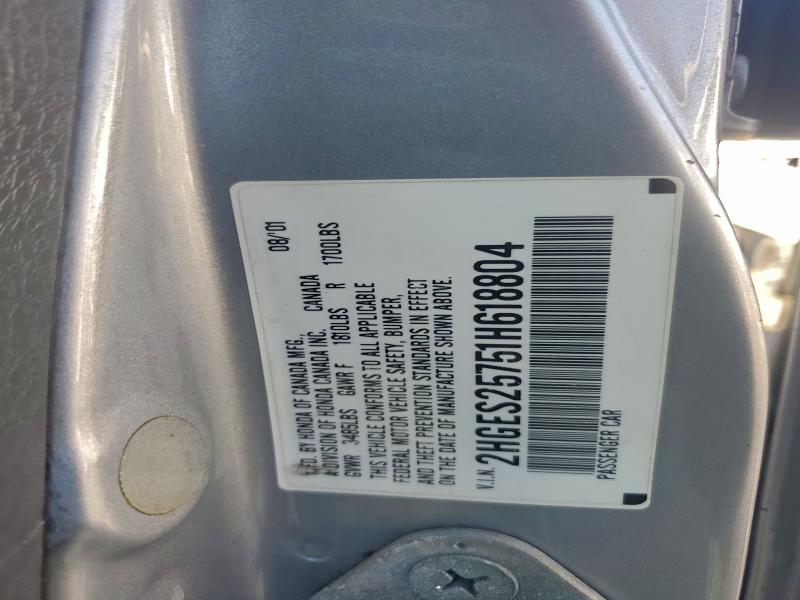 MFD. BY HONDA OF CANADA MFG., CANADA 08/'01
A DIVISION OF HONDA CANADA INC.
GVWR 3485LBS GAWR F 1810LBS R 1700LBS
THIS VEHICLE CONFORMS TO ALL APPLICABLE
FEDERAL MOTOR VEHICLE SAFETY, BUMPER,
AND THEFT PREVENTION STANDARDS IN EFFECT
ON THE DATE OF MANUFACTURE SHOWN ABOVE.
V.I.N. 2HGES25751H618804
PASSENGER CAR